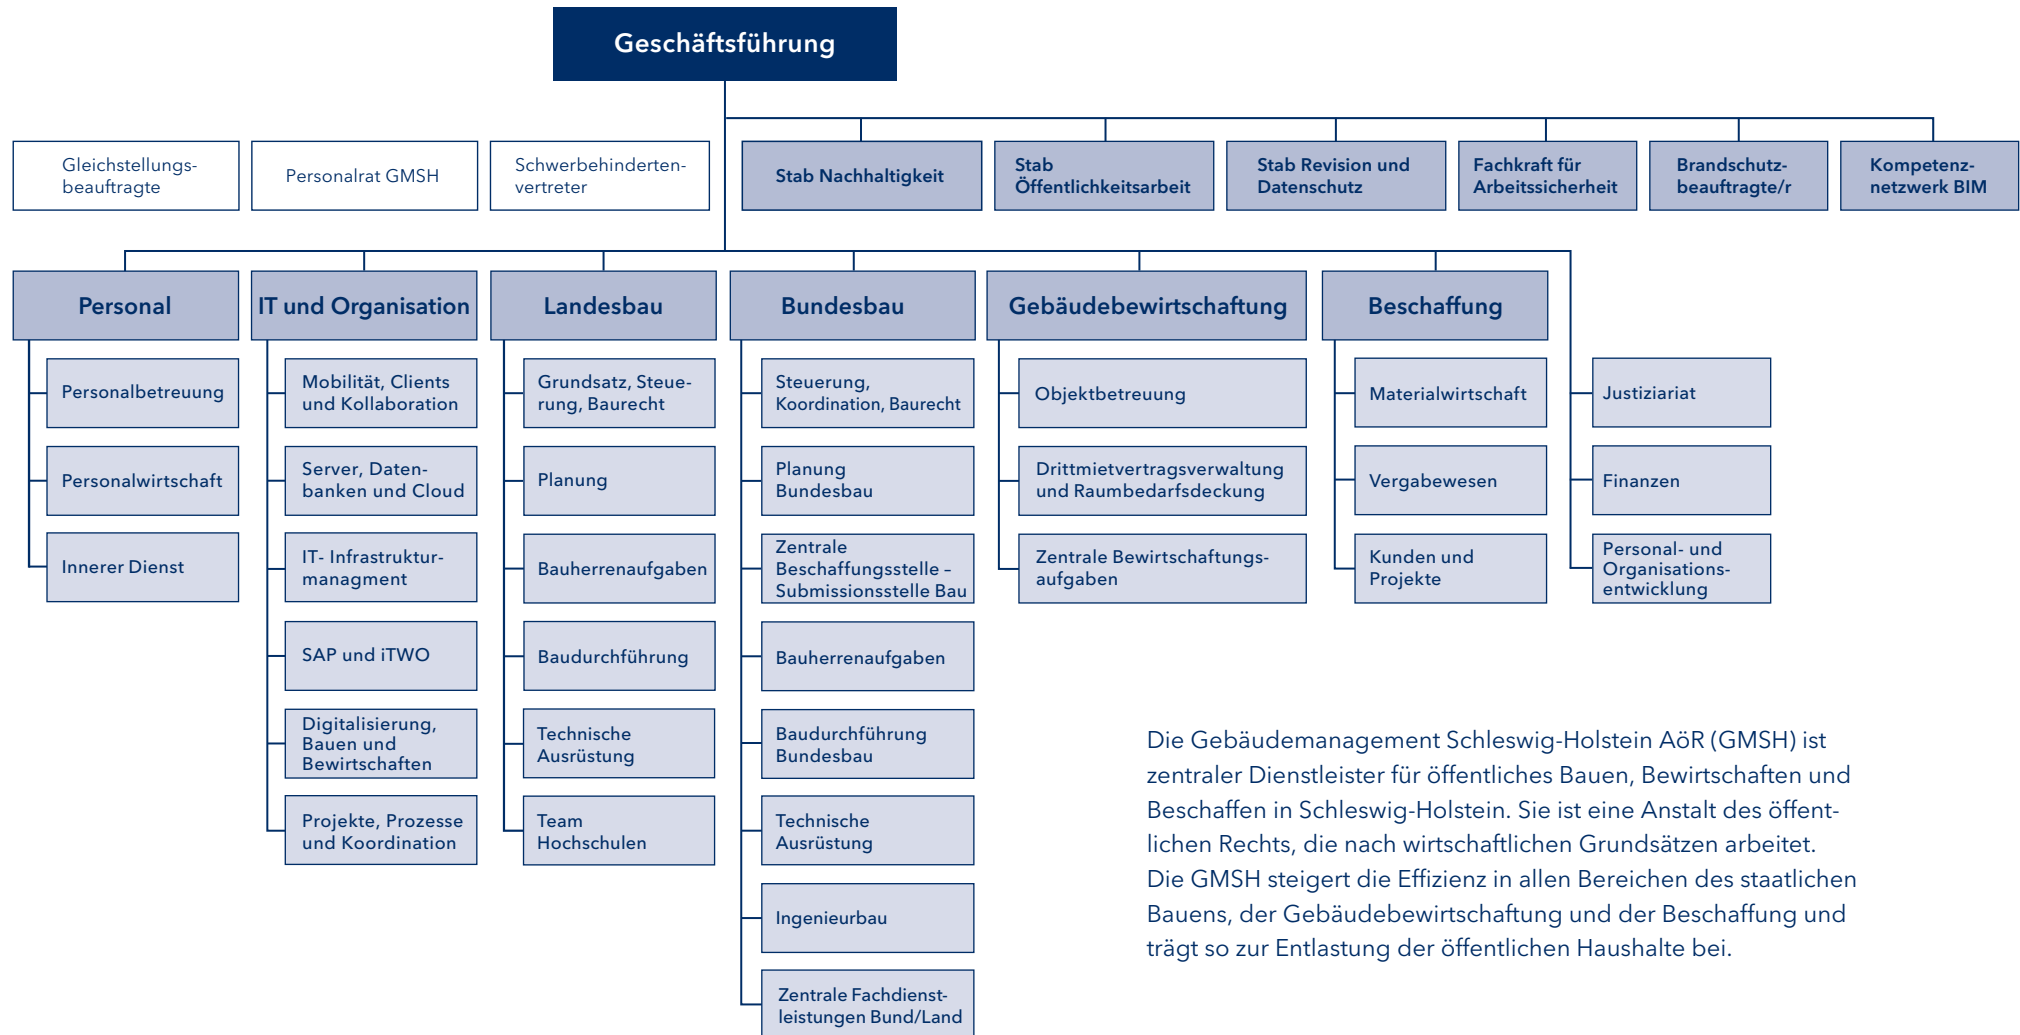 Geschäftsführung
Gleichstellungs-
beauftragte
Personalrat GMSH
Schwerbehinderten-
vertreter
Stab Nachhaltigkeit
Stab
Öffentlichkeitsarbeit
Stab Revision und
Datenschutz
Fachkraft für
Arbeitssicherheit
Brandschutz-
beauftragte/r
Kompetenz-
netzwerk BIM
Personal
Personalbetreuung
Personalwirtschaft
Innerer Dienst
IT und Organisation
Mobilität, Clients
und Kollaboration
Server, Daten-
banken und Cloud
IT- Infrastruktur-
managment
SAP und iTWO
Digitalisierung,
Bauen und
Bewirtschaften
Projekte, Prozesse
und Koordination
Landesbau
Grundsatz, Steue-
rung, Baurecht
Planung
Bauherrenaufgaben
Baudurchführung
Technische
Ausrüstung
Team
Hochschulen
Bundesbau
Steuerung,
Koordination, Baurecht
Planung
Bundesbau
Zentrale
Beschaffungsstelle –
Submissionsstelle Bau
Bauherrenaufgaben
Baudurchführung
Bundesbau
Technische
Ausrüstung
Ingenieurbau
Zentrale Fachdienst-
leistungen Bund/Land
Gebäudebewirtschaftung
Objektbetreuung
Drittmietvertragsverwaltung
und Raumbedarfsdeckung
Zentrale Bewirtschaftungs-
aufgaben
Beschaffung
Materialwirtschaft
Vergabewesen
Kunden und
Projekte
Justiziariat
Finanzen
Personal- und
Organisations-
entwicklung
Die Gebäudemanagement Schleswig-Holstein AöR (GMSH) ist
zentraler Dienstleister für öffentliches Bauen, Bewirtschaften und
Beschaffen in Schleswig-Holstein. Sie ist eine Anstalt des öffent-
lichen Rechts, die nach wirtschaftlichen Grundsätzen arbeitet.
Die GMSH steigert die Effizienz in allen Bereichen des staatlichen
Bauens, der Gebäudebewirtschaftung und der Beschaffung und
trägt so zur Entlastung der öffentlichen Haushalte bei.